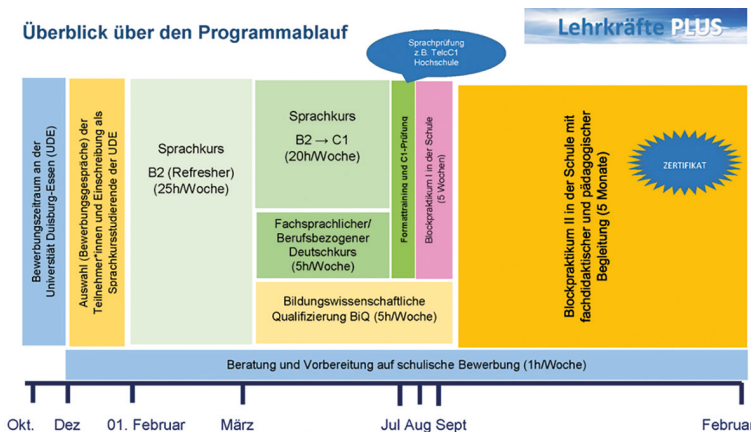 Überblick über den Programmablauf
Lehrkräfte PLUS
Sprachprüfung
z.B. TelcC1
Hochschule
Bewerbungszeitraum an der
Universtiät Duisburg-Essen (UDE)
Auswahl (Bewerbungsgespräche) der
Teilnehmer*innen und Einschreibung als
Sprachkursstudierende der UDE
Sprachkurs
B2 (Refresher)
(25h/Woche)
Sprachkurs
B2 → C1
(20h/Woche)
Fachsprachlicher/
Berufsbezogener
Deutschkurs
(5h/Woche)
Formattraining und C1-Prüfung
Blockpraktikum I in der Schule
(5 Wochen)
Bildungswissenschaftliche
Qualifizierung BiQ (5h/Woche)
Blockpraktikum II in der Schule mit
fachdidaktischer und pädagogischer
Begleitung (5 Monate)
ZERTIFIKAT
Beratung und Vorbereitung auf schulische Bewerbung (1h/Woche)
Okt. Dez 01. Februar März Jul Aug Sept Februa